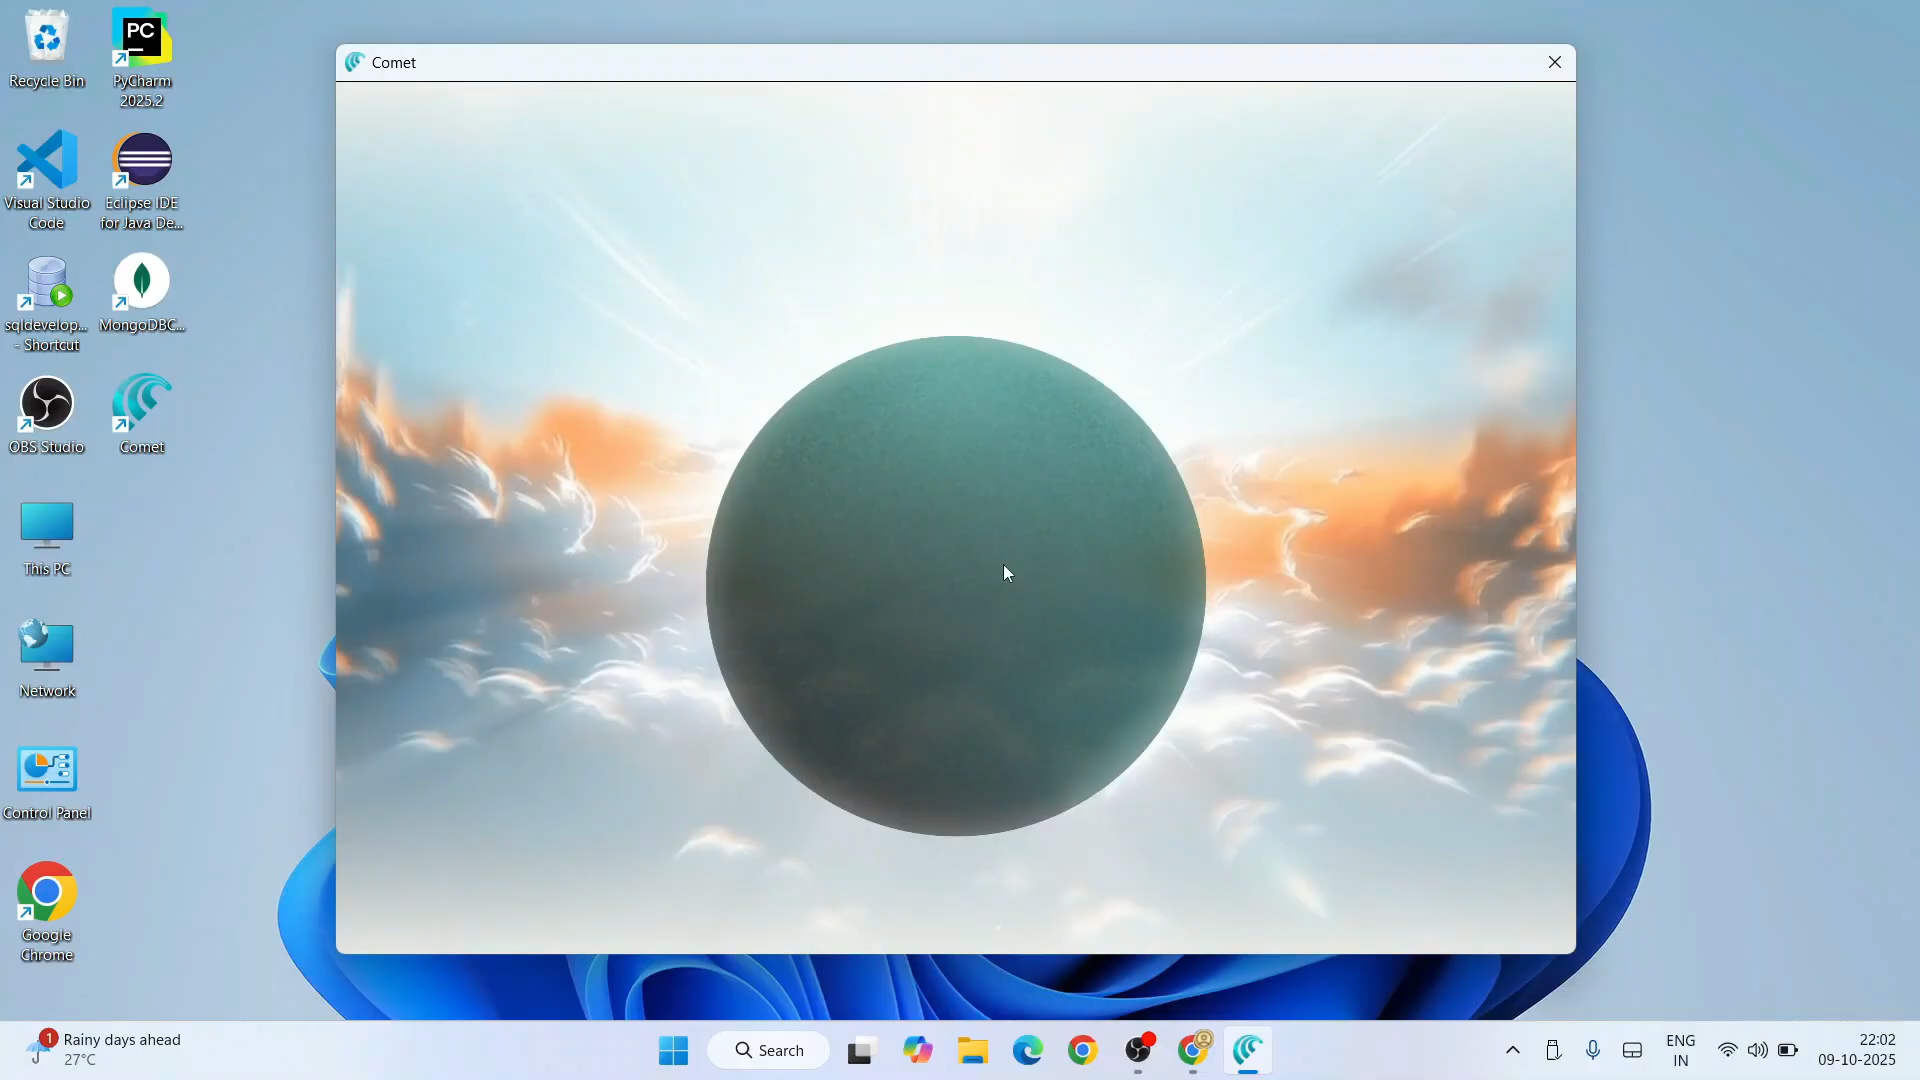 Comet
Recycle Bin
PC
PyCharm
2025.2
Visual Studio
Code
Eclipse IDE
for Java De...
sqldevelop...
- Shortcut
MongoDBC...
OBS Studio
Comet
This PC
Network
Control Panel
Google
Chrome
1
Rainy days ahead
27°C
Search
ENG
IN
22:02
09-10-2025